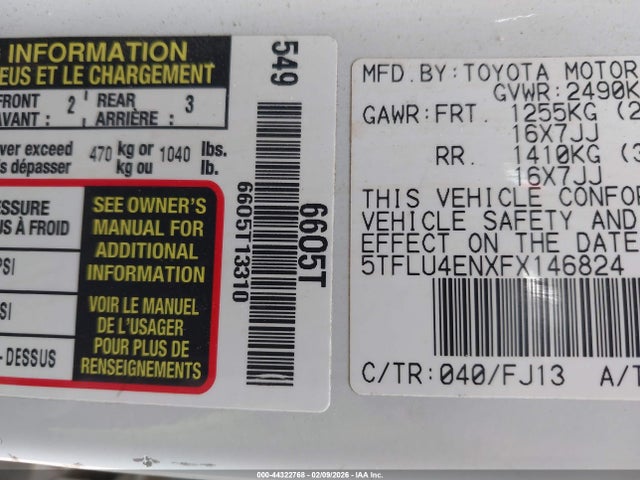 INFORMATION
EUS ET LE CHARGEMENT
FRONT 2 REAR 3
AVANT : ARRIÈRE :
ver exceed 470 kg or 1040 lbs.
s dépasser kg ou lb.
ESSURE
US À FROID
PSI
SI
- DESSUS
SEE OWNER'S
MANUAL FOR
ADDITIONAL
INFORMATION
VOIR LE MANUEL
DE L'USAGER
POUR PLUS DE
RENSEIGNEMENTS
549
6605T13310
6605T
MFD.BY:TOYOTA MOTOR
GVWR:2490K
GAWR:FRT. 1255KG (2
16X7JJ
RR. 1410KG (3
16X7JJ
THIS VEHICLE CONFOR
VEHICLE SAFETY AND
EFFECT ON THE DATE
5TFLU4ENXFX146824
C/TR:040/FJ13 A/T
000-44322768 - 02/09/2026 - IAA Inc.